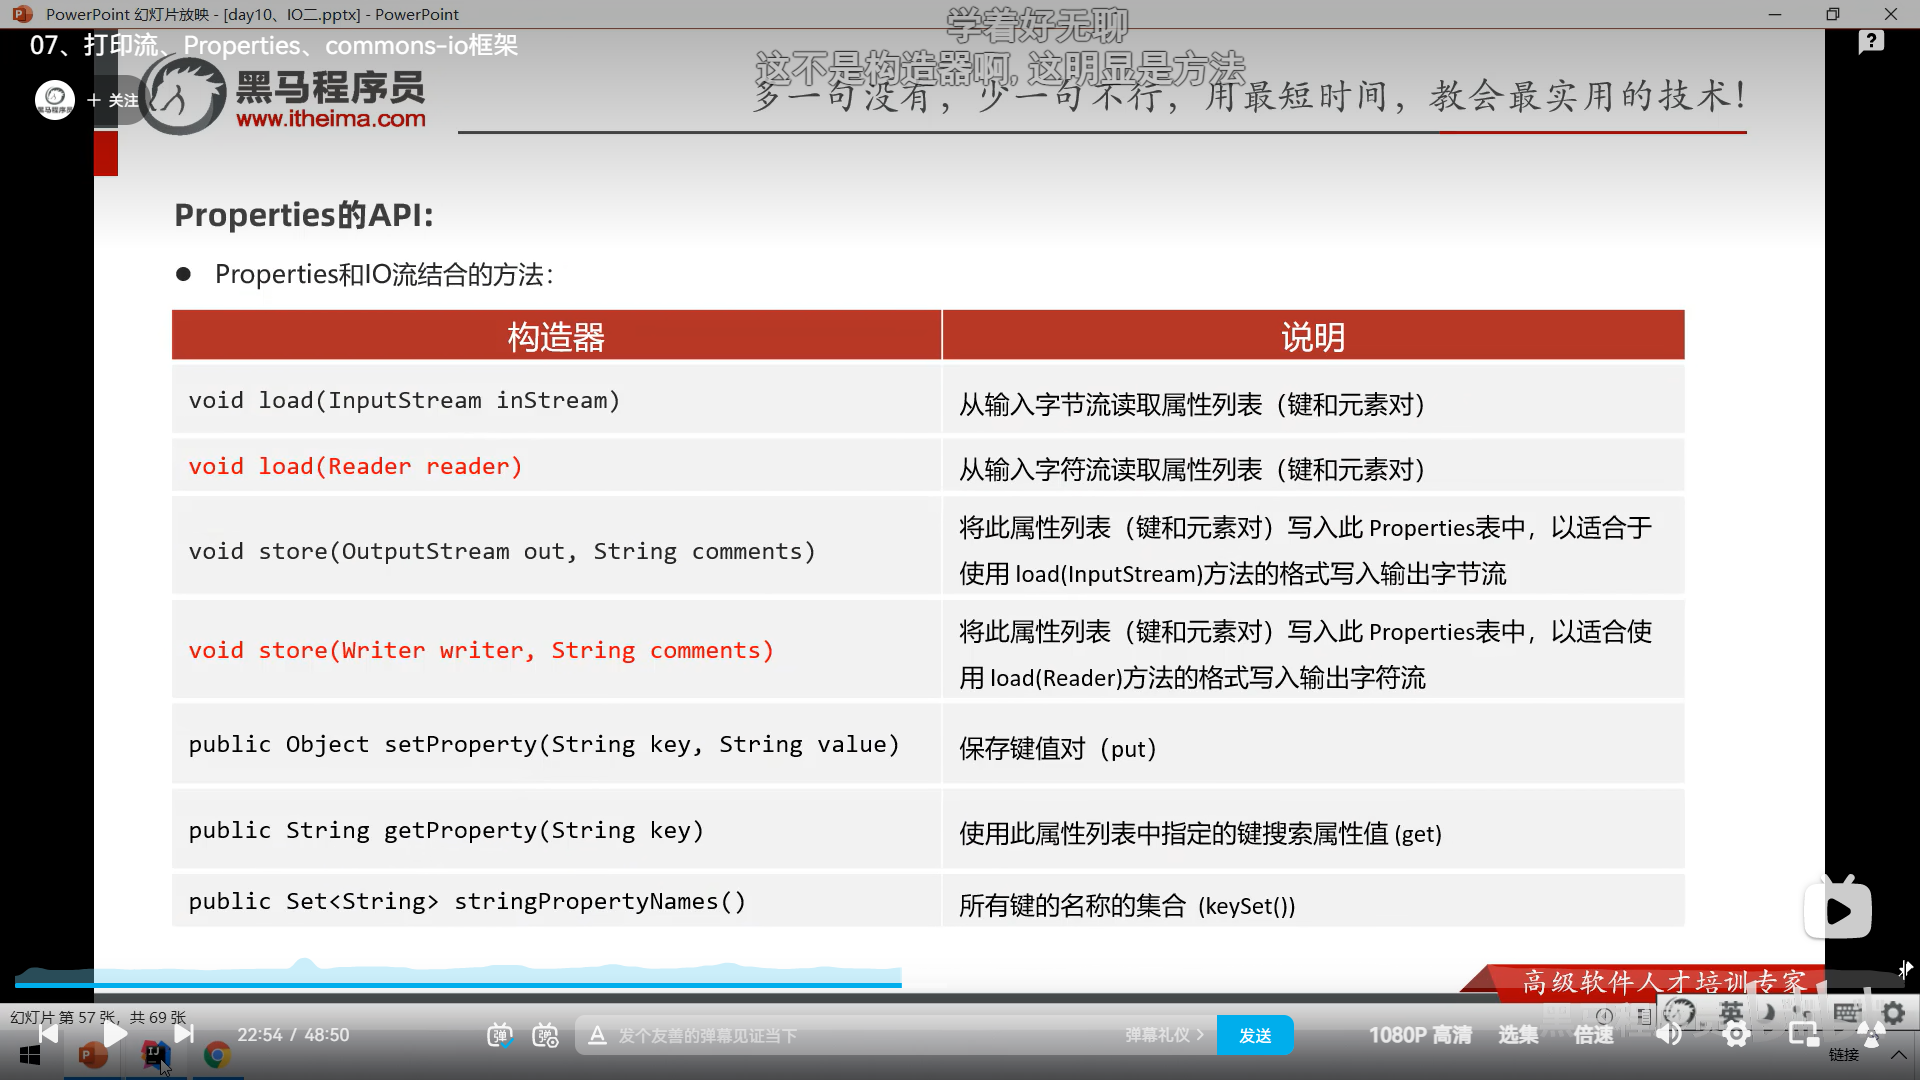 PowerPoint 幻灯片放映 - [day10、IO二.pptx] - PowerPoint
学着好无聊
07、打印流、Properties、commons-io框架
这不是构造器啊,这明显是方法
+ 关注
黑马程序员
www.itheima.com
多一句没有，少一句不行，用最短时间，教会最实用的技术！
Properties的API:
● Properties和IO流结合的方法：
构造器 说明
void load(InputStream inStream) 从输入字节流读取属性列表（键和元素对）
void load(Reader reader) 从输入字符流读取属性列表（键和元素对）
void store(OutputStream out, String comments) 将此属性列表（键和元素对）写入此 Properties表中，以适合于
使用 load(InputStream)方法的格式写入输出字节流
void store(Writer writer, String comments) 将此属性列表（键和元素对）写入此 Properties表中，以适合使
用 load(Reader)方法的格式写入输出字符流
public Object setProperty(String key, String value) 保存键值对（put）
public String getProperty(String key) 使用此属性列表中指定的键搜索属性值 (get)
public Set<String> stringPropertyNames() 所有键的名称的集合 (keySet())
高级软件人才培训专家
幻灯片 第 57 张，共 69 张
英
22:54 / 48:50
弹
弹
A 发个友善的弹幕见证当下
弹幕礼仪 >
发送
1080P 高清
选集
倍速
链接